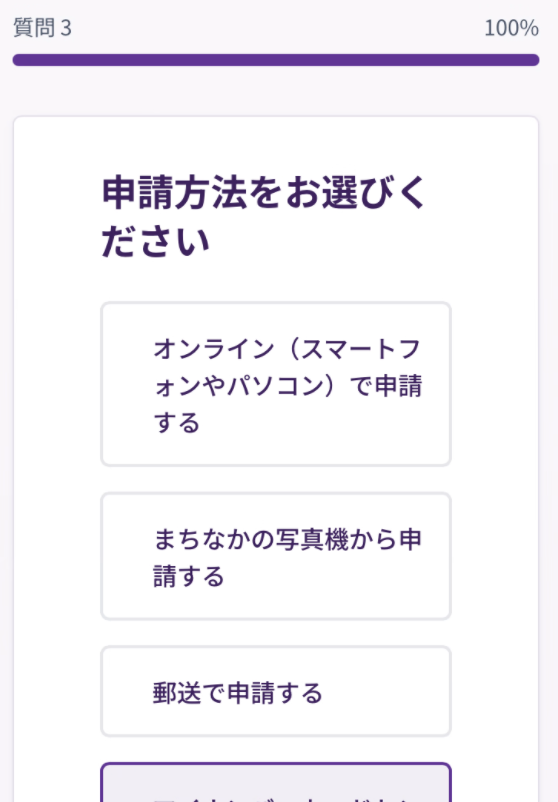 質問 3
100%
申請方法をお選びく
ださい
オンライン（スマートフ
ォンやパソコン）で申請
する
まちなかの写真機から申
請する
郵送で申請する